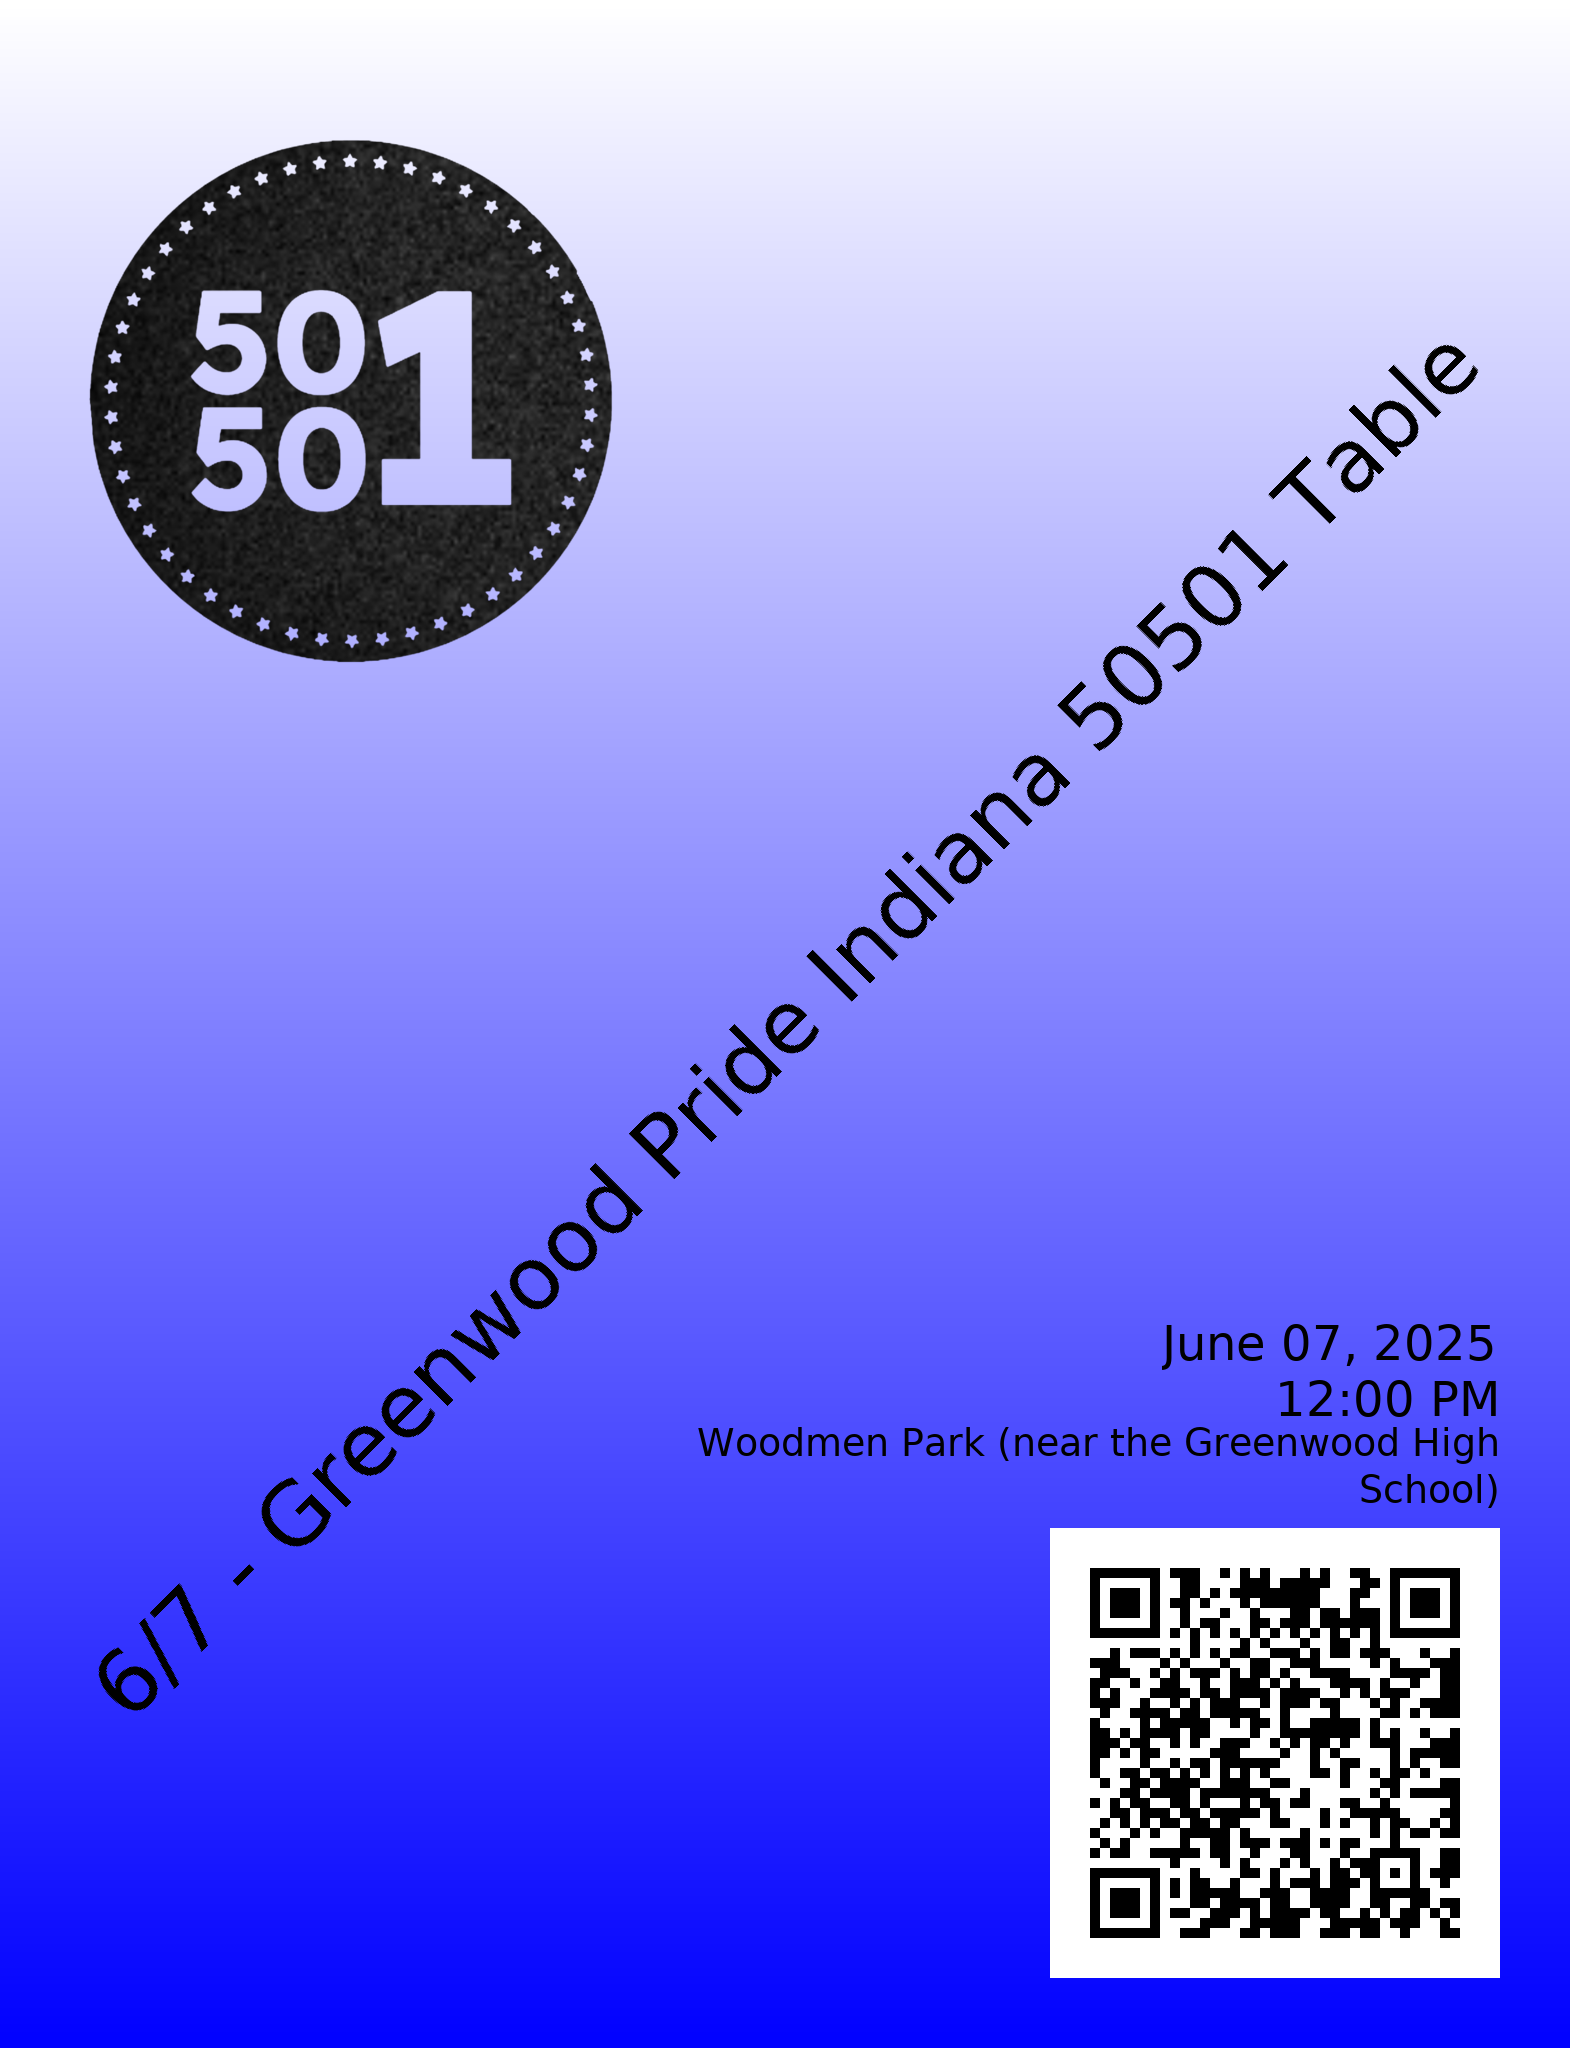 50
50
1
6/7 - Greenwood Pride Indiana 50501 Table
June 07, 2025
12:00 PM
Woodmen Park (near the Greenwood High
School)